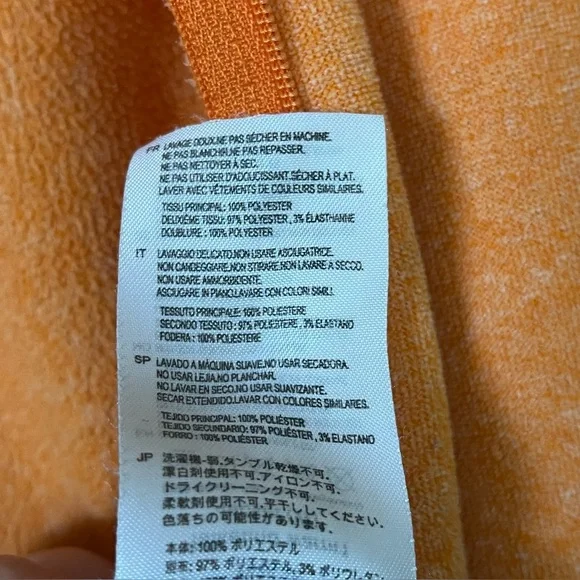 FR LAVAGE DOUX.NE PAS SÉCHER EN MACHINE.
NE PAS BLANCHIR.NE PAS REPASSER.
NE PAS NETTOYER À SEC.
NE PAS UTILISER D'ADOUCISSANT.SÉCHER À PLAT.
LAVER AVEC VÊTEMENTS DE COULEURS SIMILAIRES.
TISSU PRINCIPAL: 100% POLYESTER
DEUXIÈME TISSU: 97% POLYESTER, 3% ÉLASTHANNE
DOUBLURE : 100% POLYESTER
IT LAVAGGIO DELICATO.NON USARE ASCIUGATRICE.
NON CANDEGGIARE.NON STIRARE.NON LAVARE A SECCO.
NON USARE AMMORBIDENTE.
ASCIUGARE IN PIANO.LAVARE CON COLORI SIMILI.
TESSUTO PRINCIPALE: 100% POLIESTERE
SECONDO TESSUTO : 97% POLIESTERE, 3% ELASTANO
FODERA : 100% POLIESTERE
SP LAVADO A MÁQUINA SUAVE.NO USAR SECADORA.
NO USAR LEJIA.NO PLANCHAR.
NO LAVAR EN SECO.NO USAR SUAVIZANTE.
SECAR EXTENDIDO.LAVAR CON COLORES SIMILARES.
TEJIDO PRINCIPAL: 100% POLIÉSTER
TEJIDO SECUNDARIO: 97% POLIÉSTER, 3% ELASTANO
FORRO : 100% POLIÉSTER
JP 洗濯機-弱.タンブル乾燥不可.
漂白剤使用不可.アイロン不可.
ドライクリーニング不可.
柔軟剤使用不可.平干ししてください.
色落ちの可能性があります.
本体: 100% ポリエステル
別布: 97% ポリエステル, 3% ポリウレタン